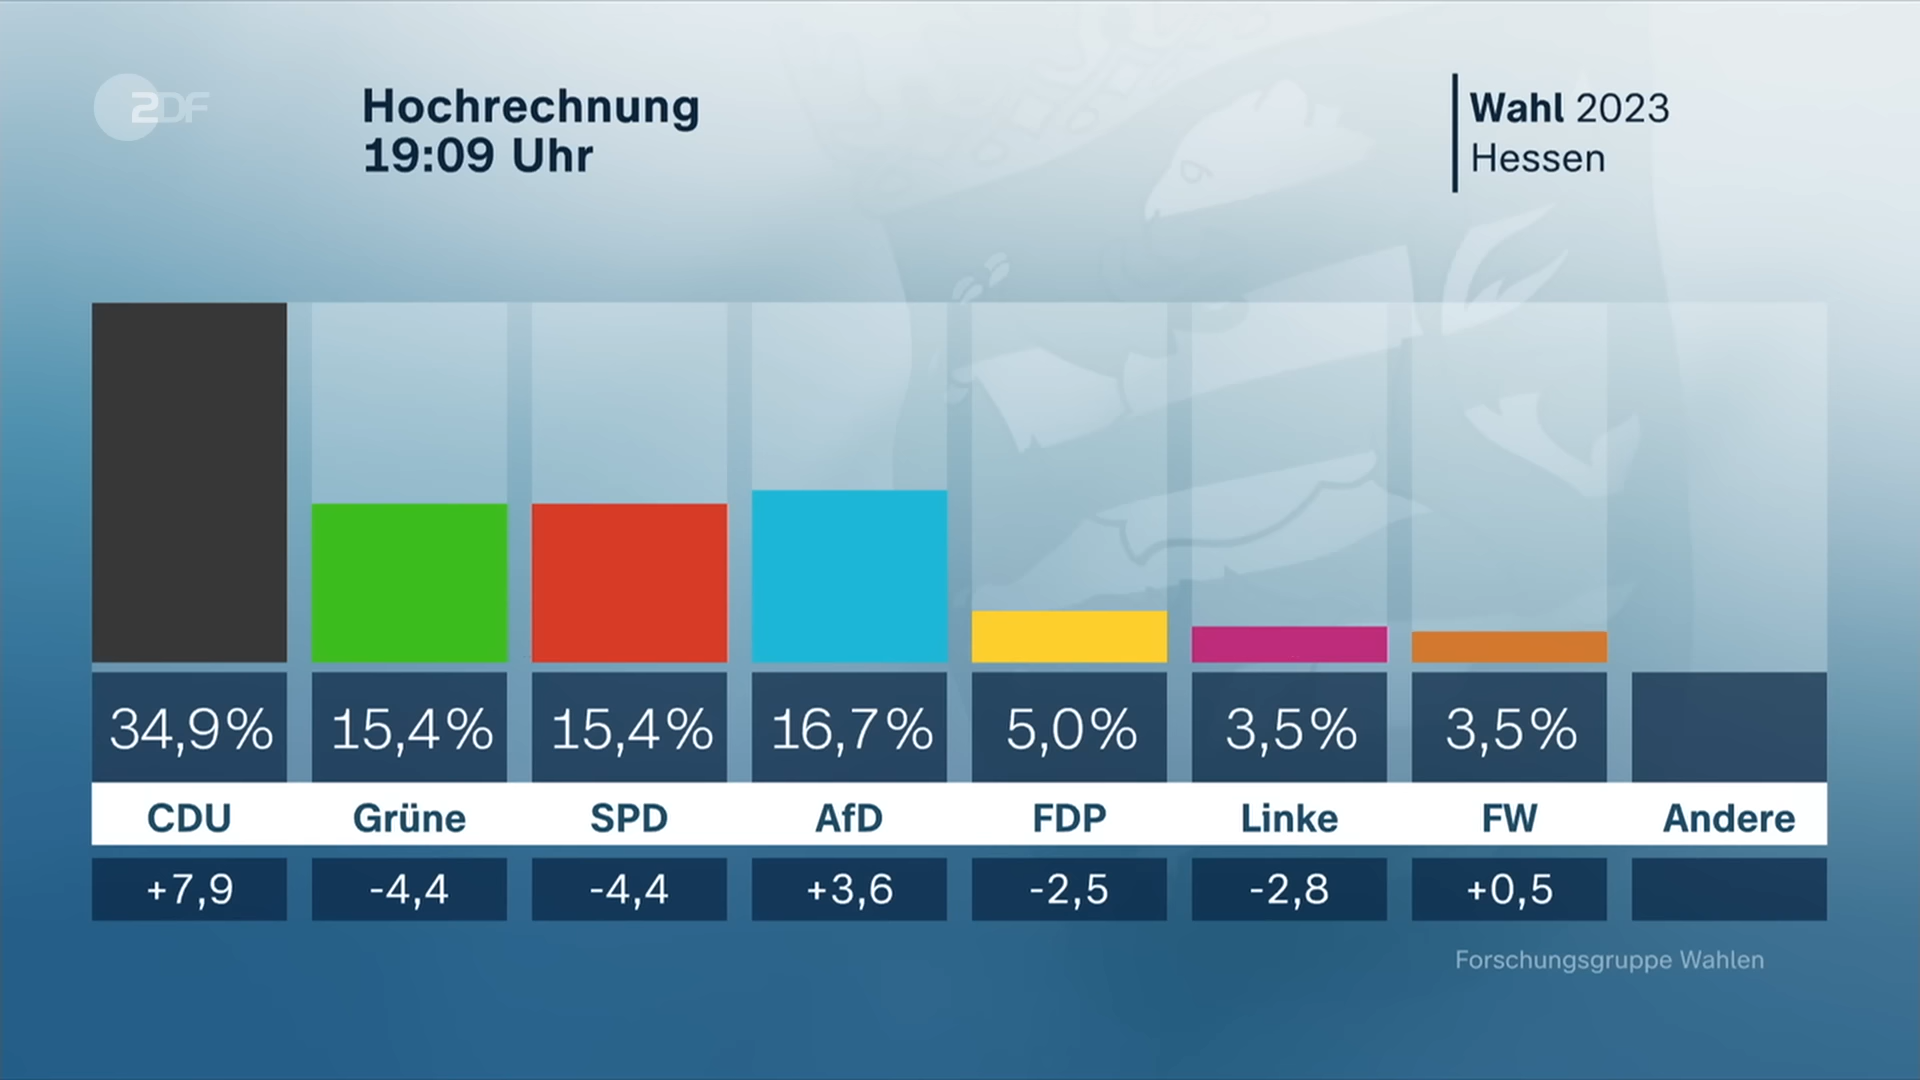 ZDF
Hochrechnung
19:09 Uhr
Wahl 2023
Hessen
34,9% 15,4% 15,4% 16,7% 5,0% 3,5% 3,5%
CDU Grüne SPD AfD FDP Linke FW Andere
+7,9 -4,4 -4,4 +3,6 -2,5 -2,8 +0,5
Forschungsgruppe Wahlen